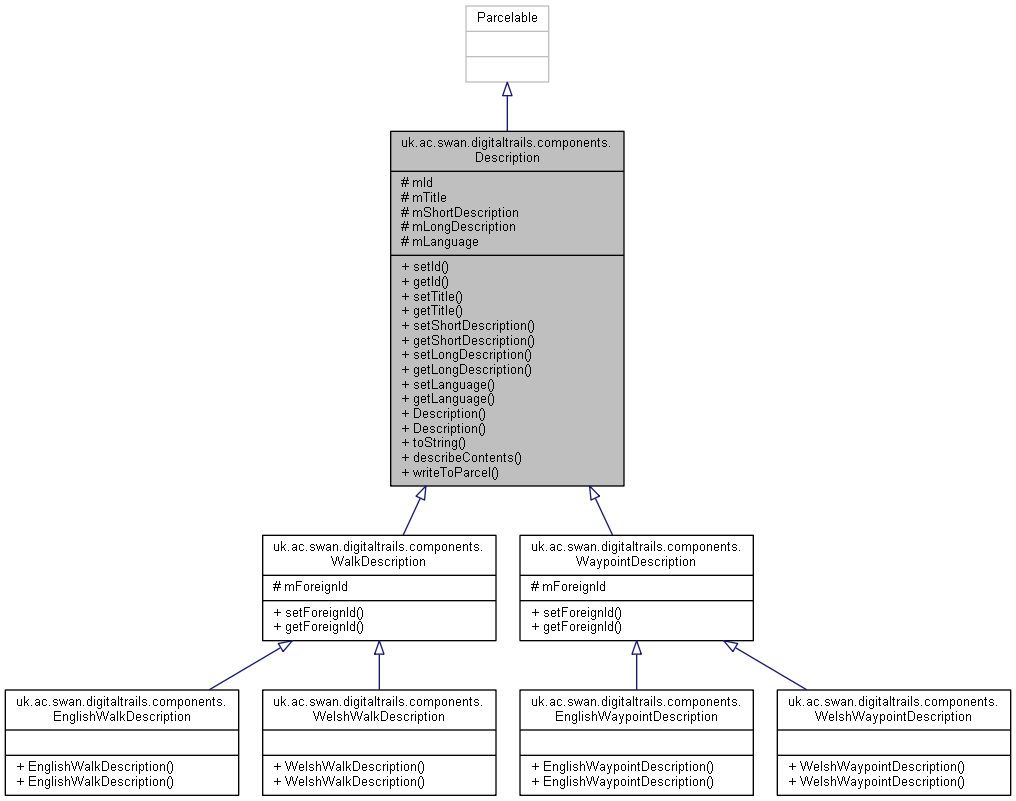 Parcelable
uk.ac.swan.digitaltrails.components.
Description
# mId
# mTitle
# mShortDescription
# mLongDescription
# mLanguage
+ setId()
+ getId()
+ setTitle()
+ getTitle()
+ setShortDescription()
+ getShortDescription()
+ setLongDescription()
+ getLongDescription()
+ setLanguage()
+ getLanguage()
+ Description()
+ Description()
+ toString()
+ describeContents()
+ writeToParcel()
uk.ac.swan.digitaltrails.components.
WalkDescription
# mForeignId
+ setForeignId()
+ getForeignId()
uk.ac.swan.digitaltrails.components.
WaypointDescription
# mForeignId
+ setForeignId()
+ getForeignId()
uk.ac.swan.digitaltrails.components.
EnglishWalkDescription
+ EnglishWalkDescription()
+ EnglishWalkDescription()
uk.ac.swan.digitaltrails.components.
WelshWalkDescription
+ WelshWalkDescription()
+ WelshWalkDescription()
uk.ac.swan.digitaltrails.components.
EnglishWaypointDescription
+ EnglishWaypointDescription()
+ EnglishWaypointDescription()
uk.ac.swan.digitaltrails.components.
WelshWaypointDescription
+ WelshWaypointDescription()
+ WelshWaypointDescription()